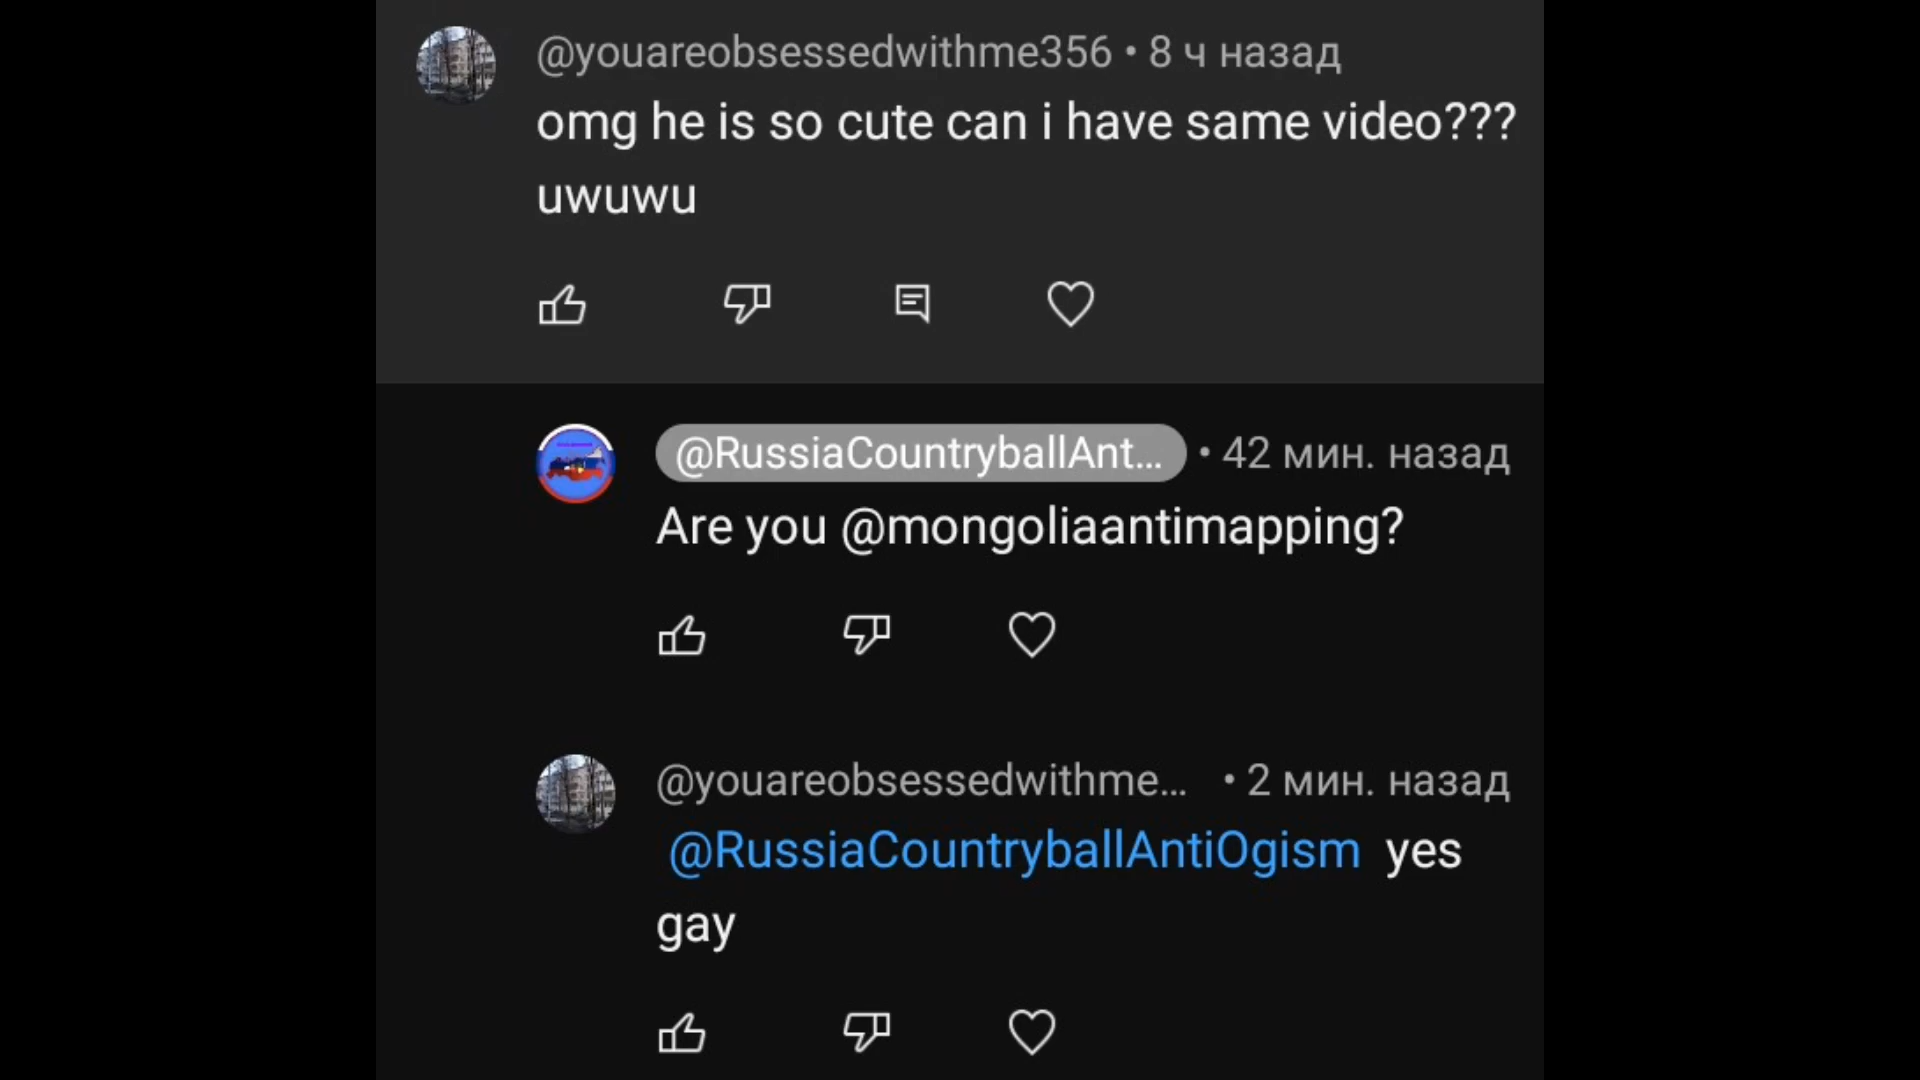 @youareobsessedwithme356 • 8 ч назад
omg he is so cute can i have same video???
uwuwu
@RussiaCountryballAnt... • 42 мин. назад
Are you @mongoliaantimapping?
@youareobsessedwithme... • 2 мин. назад
@RussiaCountryballAntiOgism yes
gay